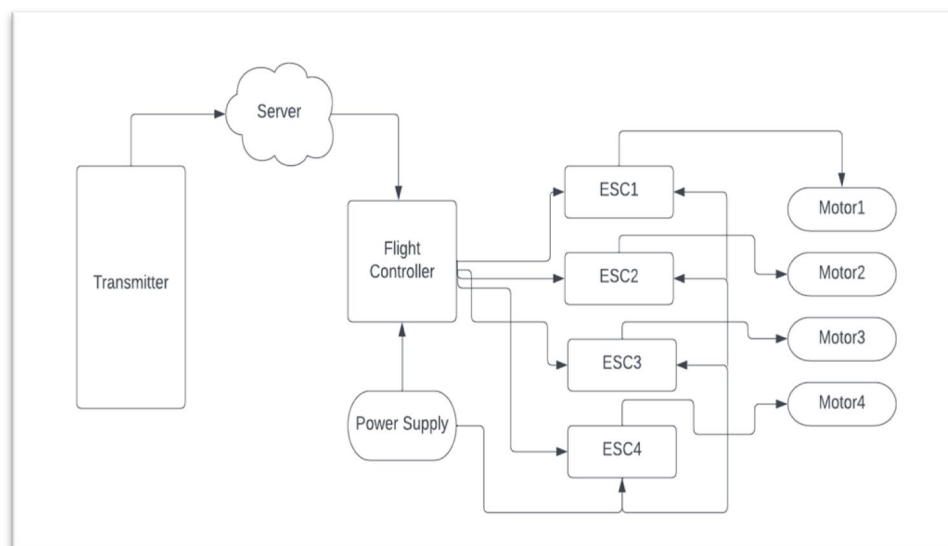 Server
Transmitter
Flight
Controller
Power Supply
ESC1
ESC2
ESC3
ESC4
Motor1
Motor2
Motor3
Motor4